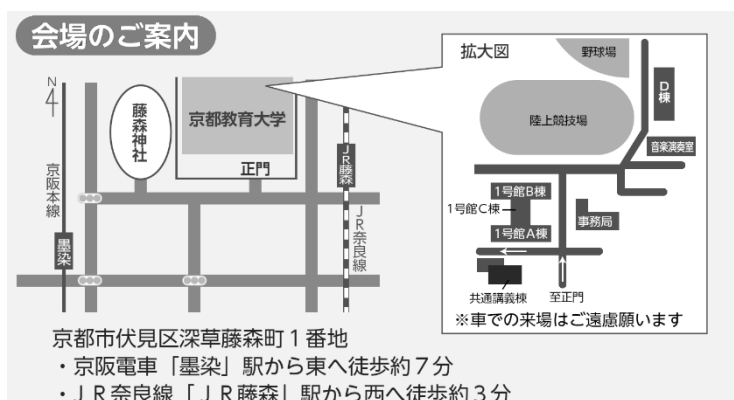 会場のご案内
N
4
京阪本線
墨染
藤森神社
京都教育大学
正門
JR藤森
JR奈良線
拡大図
野球場
陸上競技場
D棟
音楽演奏室
1号館B棟
1号館C棟
1号館A棟
事務局
共通講義棟
至正門
※車での来場はご遠慮願います
京都市伏見区深草藤森町1番地
・京阪電車「墨染」駅から東へ徒歩約7分
・JR奈良線「JR藤森」駅から西へ徒歩約3分